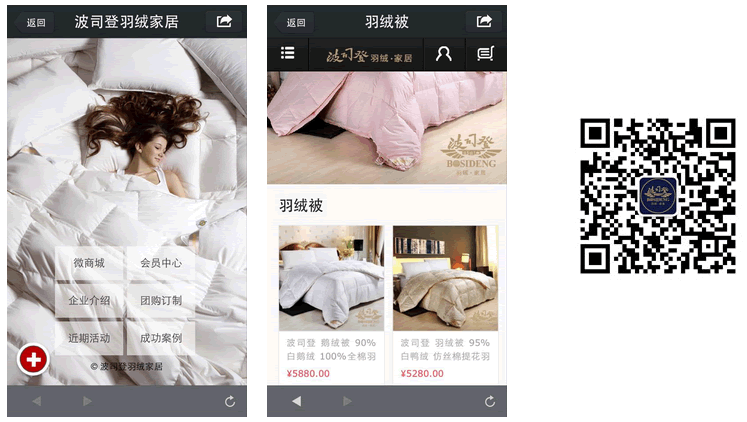 返回
波司登羽绒家居
微商城
会员中心
企业介绍
团购订制
近期活动
成功案例
© 波司登羽绒家居
返回
羽绒被
波司登 羽绒·家居
波司登
BOSIDENG
羽绒被
波司登 鹅绒被 90%
白鹅绒 100%全棉羽
¥5880.00
波司登 羽绒被 95%
白鸭绒 仿丝棉提花羽
¥5280.00
波司登
BOSIDENG